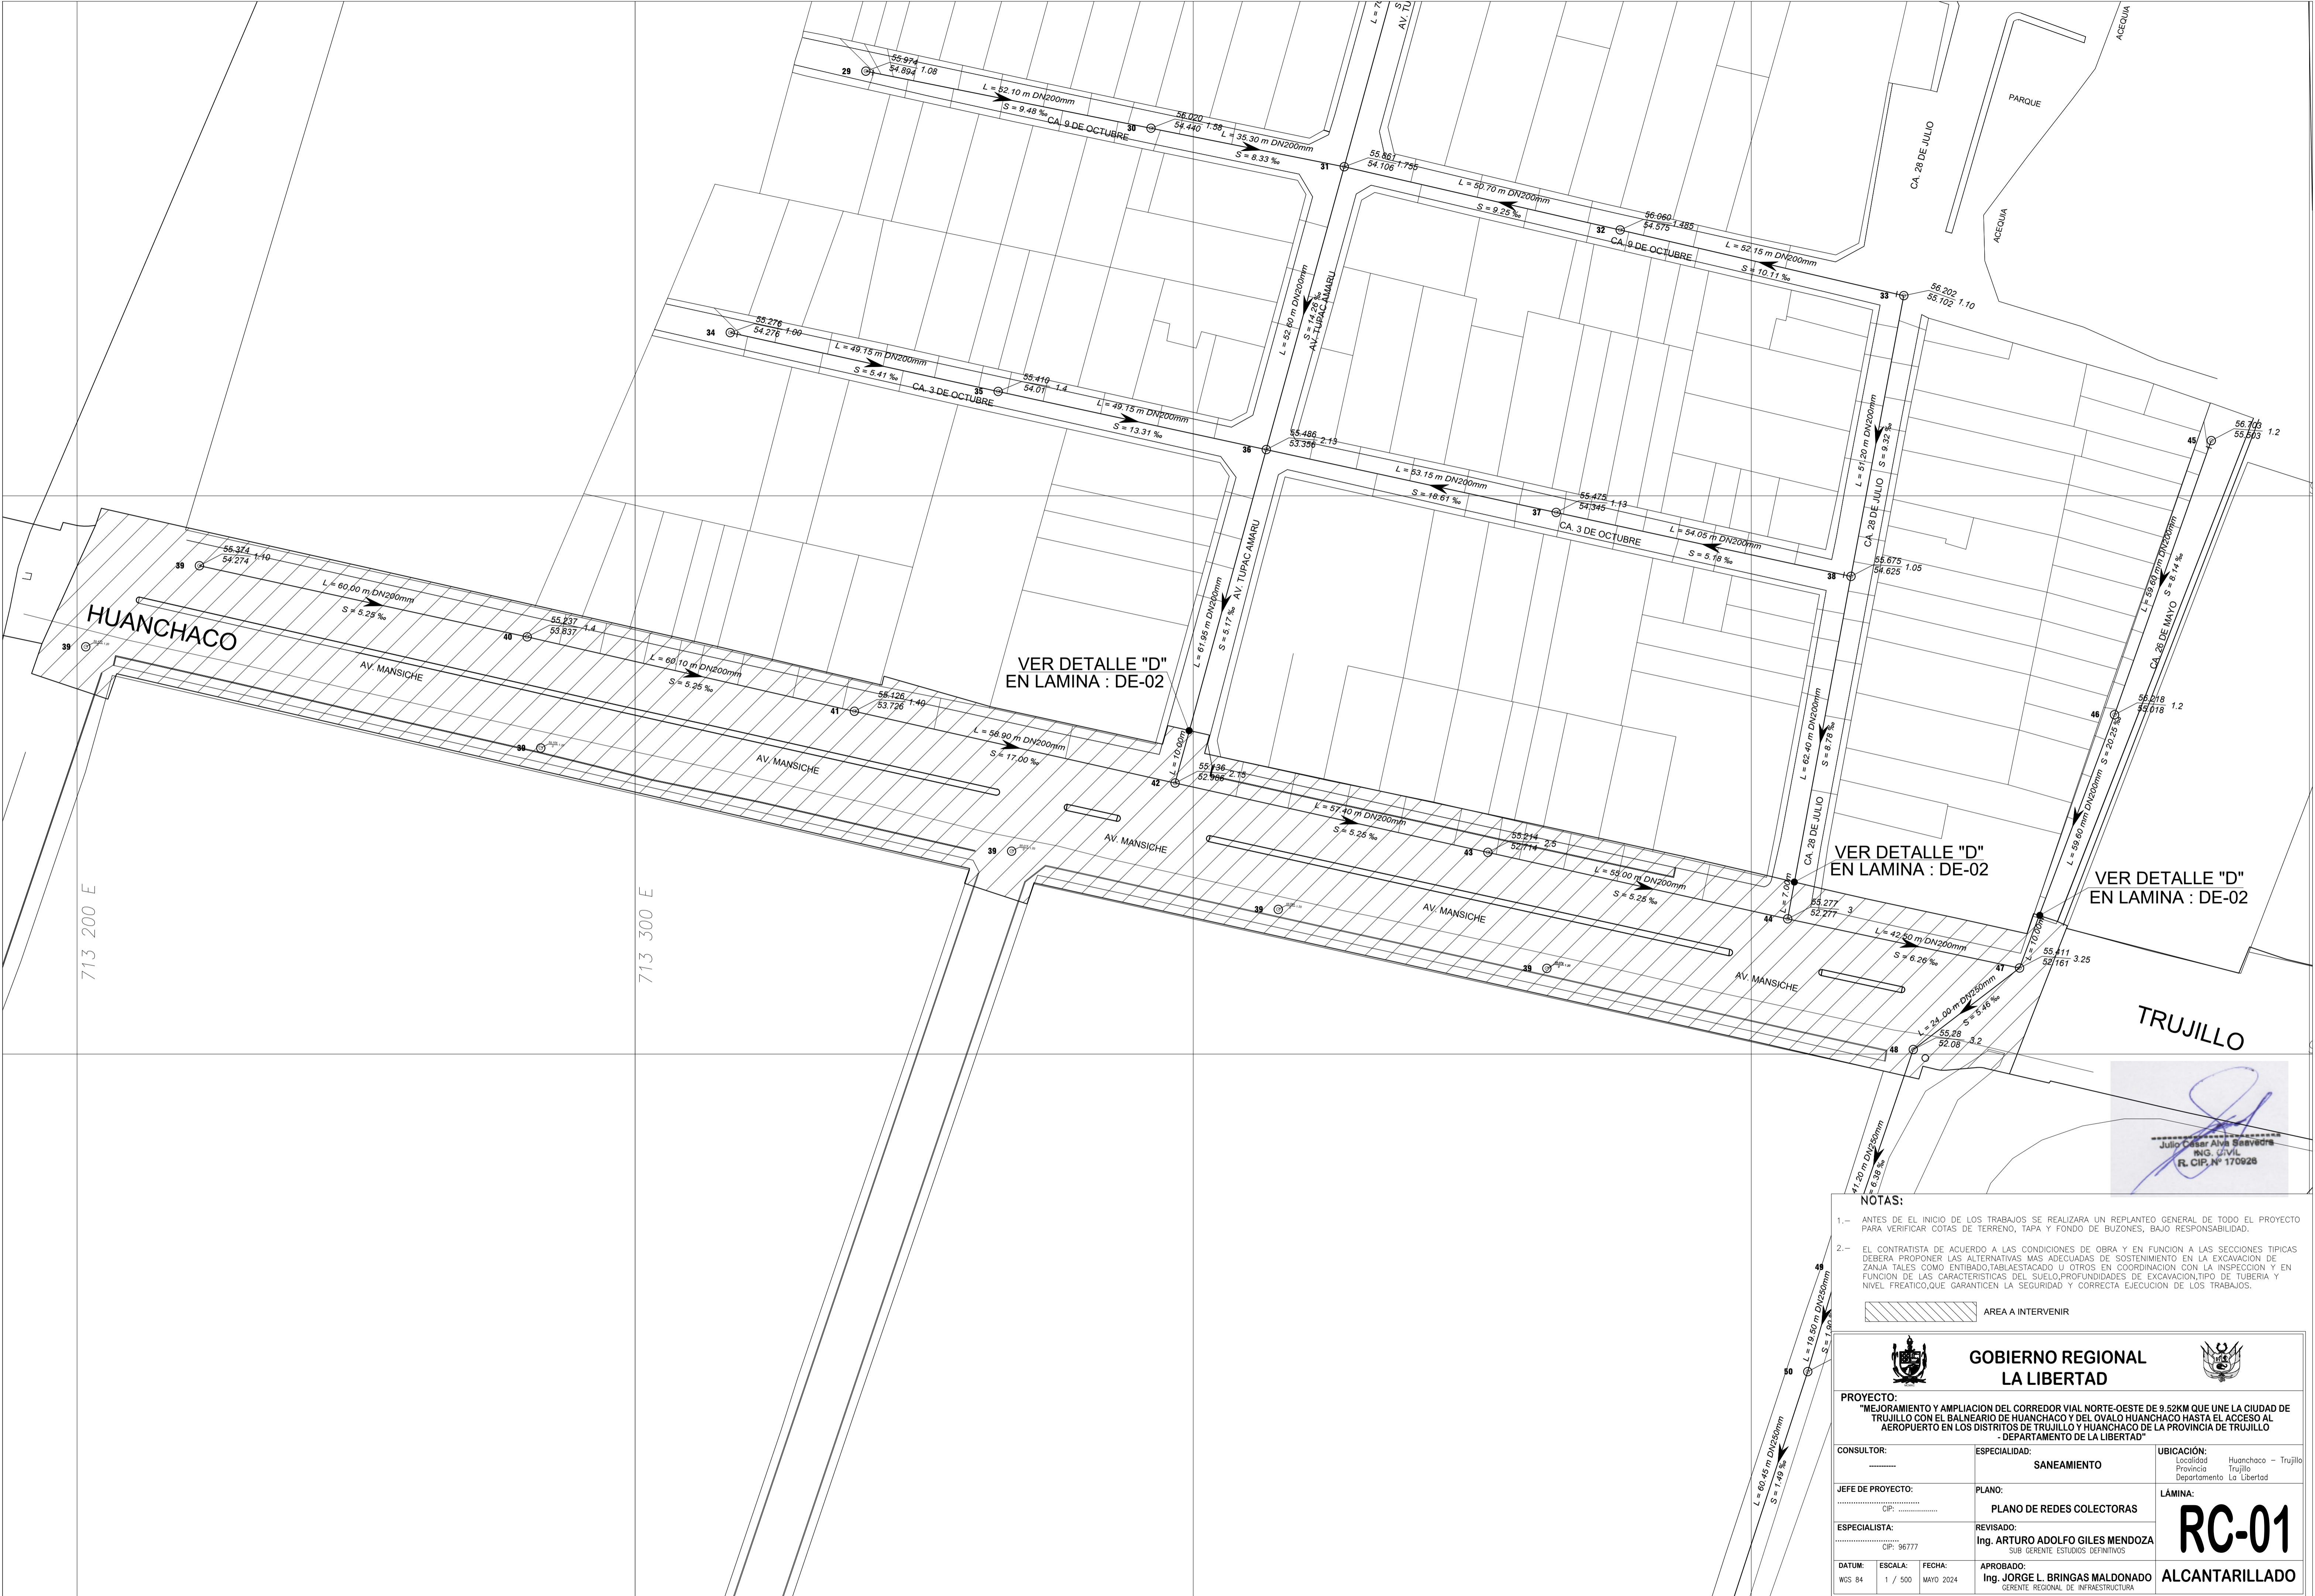 ACEQUIA
PARQUE
CA. 28 DE JULIO
ACEQUIA
29
55.974
54.894
1.08
L = 52.10 m DN200mm
S = 9.48 ‰
CA. 9 DE OCTUBRE
30
56.020
54.440
1.58
L = 35.30 m DN200mm
S = 8.33 ‰
31
55.861
54.106
1.755
L = 50.70 m DN200mm
S = 9.25 ‰
32
56.060
54.575
1.485
CA. 9 DE OCTUBRE
L = 52.15 m DN200mm
S = 10.11 ‰
33
56.202
55.102
1.10
L = 52.60 m DN200mm
S = 14.26 ‰
AV. TUPAC AMARU
34
55.276
54.276
1.00
L = 49.15 m DN200mm
S = 5.41 ‰
CA. 3 DE OCTUBRE
35
55.410
54.01
1.4
L = 49.15 m DN200mm
S = 13.31 ‰
36
55.486
53.356
2.13
L = 53.15 m DN200mm
S = 18.61 ‰
37
55.475
54.345
1.13
CA. 3 DE OCTUBRE
L = 54.05 m DN200mm
S = 5.18 ‰
38
55.675
54.625
1.05
L = 51.20 m DN200mm
S = 9.32 ‰
CA. 28 DE JULIO
45
56.703
55.503
1.2
L = 59.60 mm DN200mm
S = 8.14 ‰
CA. 26 DE MAYO
46
56.218
55.018
1.2
L = 59.60 mm DN200mm
S = 20.25 ‰
39
55.374
54.274
1.10
L = 60.00 m DN200mm
S = 5.25 ‰
HUANCHACO
39
AV. MANSICHE
40
55.237
53.837
1.4
L = 60.10 m DN200mm
S = 5.25 ‰
41
55.126
53.726
1.40
L = 58.90 m DN200mm
S = 17.00 ‰
39
AV. MANSICHE
VER DETALLE "D"
EN LAMINA : DE-02
L = 61.95 m DN200mm
S = 5.17 ‰
AV. TUPAC AMARU
L = 10.00m
42
55.136
52.986
2.15
L = 57.40 m DN200mm
S = 5.25 ‰
39
AV. MANSICHE
43
55.214
52.714
2.5
L = 55.00 m DN200mm
S = 5.25 ‰
39
AV. MANSICHE
L = 62.40 m DN200mm
S = 8.78 ‰
CA. 28 DE JULIO
VER DETALLE "D"
EN LAMINA : DE-02
L = 7.00m
44
55.277
52.277
3
L = 42.50 m DN200mm
S = 6.26 ‰
39
AV. MANSICHE
VER DETALLE "D"
EN LAMINA : DE-02
L = 10.00m
47
55.411
52.161
3.25
L = 24..00 m DN250mm
S = 5.46 ‰
48
55.28
52.08
3.2
TRUJILLO
713 200 E
713 300 E
41.20 m DN250mm
6.38 ‰
49
L = 19.50 m DN250mm
S = 1.90
50
L = 60.45 m DN250mm
S = 1.49 ‰
Julio César Alva Saavedra
ING. CIVIL
R. CIP. Nº 170926
NOTAS:
1.- ANTES DE EL INICIO DE LOS TRABAJOS SE REALIZARA UN REPLANTEO GENERAL DE TODO EL PROYECTO
PARA VERIFICAR COTAS DE TERRENO, TAPA Y FONDO DE BUZONES, BAJO RESPONSABILIDAD.
2.- EL CONTRATISTA DE ACUERDO A LAS CONDICIONES DE OBRA Y EN FUNCION A LAS SECCIONES TIPICAS
DEBERA PROPONER LAS ALTERNATIVAS MAS ADECUADAS DE SOSTENIMIENTO EN LA EXCAVACION DE
ZANJA TALES COMO ENTIBADO,TABLAESTACADO U OTROS EN COORDINACION CON LA INSPECCION Y EN
FUNCION DE LAS CARACTERISTICAS DEL SUELO,PROFUNDIDADES DE EXCAVACION,TIPO DE TUBERIA Y
NIVEL FREATICO,QUE GARANTICEN LA SEGURIDAD Y CORRECTA EJECUCION DE LOS TRABAJOS.
AREA A INTERVENIR
GOBIERNO REGIONAL
LA LIBERTAD
PROYECTO:
"MEJORAMIENTO Y AMPLIACION DEL CORREDOR VIAL NORTE-OESTE DE 9.52KM QUE UNE LA CIUDAD DE
TRUJILLO CON EL BALNEARIO DE HUANCHACO Y DEL OVALO HUANCHACO HASTA EL ACCESO AL
AEROPUERTO EN LOS DISTRITOS DE TRUJILLO Y HUANCHACO DE LA PROVINCIA DE TRUJILLO
- DEPARTAMENTO DE LA LIBERTAD"
CONSULTOR:
-----------
ESPECIALIDAD:
SANEAMIENTO
UBICACIÓN:
Localidad Huanchaco - Trujillo
Provincia Trujillo
Departamento La Libertad
JEFE DE PROYECTO:
CIP: ...................
PLANO:
PLANO DE REDES COLECTORAS
LÁMINA:
RC-01
ESPECIALISTA:
CIP: 96777
REVISADO:
Ing. ARTURO ADOLFO GILES MENDOZA
SUB GERENTE ESTUDIOS DEFINITIVOS
DATUM:
WGS 84
ESCALA:
1 / 500
FECHA:
MAYO 2024
APROBADO:
Ing. JORGE L. BRINGAS MALDONADO
GERENTE REGIONAL DE INFRAESTRUCTURA
ALCANTARILLADO